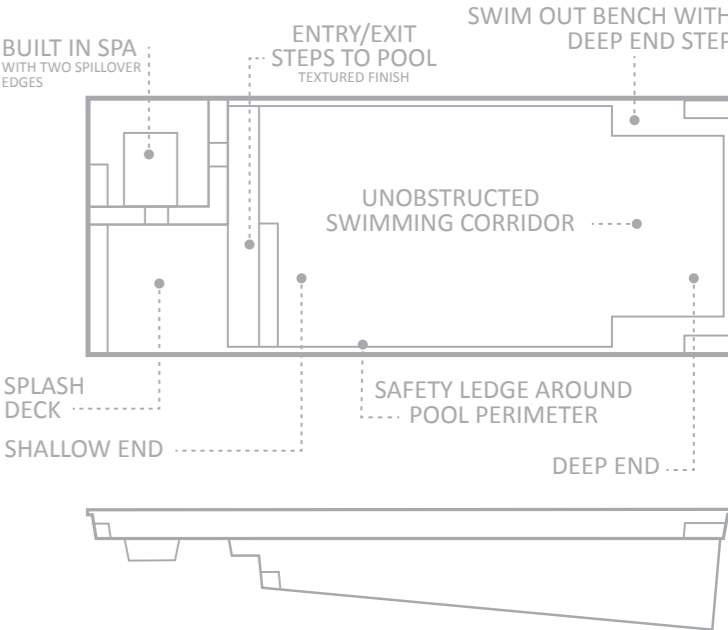 BUILT IN SPA
WITH TWO SPILLOVER
EDGES
ENTRY/EXIT
STEPS TO POOL
TEXTURED FINISH
SWIM OUT BENCH WITH
DEEP END STEP
UNOBSTRUCTED
SWIMMING CORRIDOR
SPLASH
DECK
SAFETY LEDGE AROUND
POOL PERIMETER
SHALLOW END
DEEP END